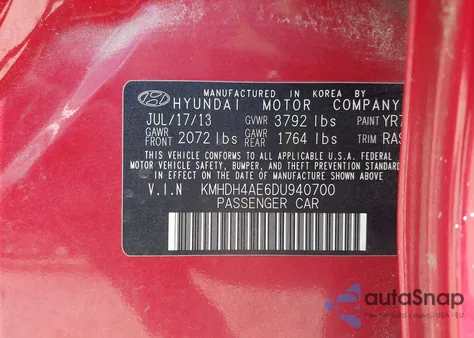 MANUFACTURED IN KOREA BY
HYUNDAI MOTOR COMPANY
JUL/17/13 GVWR 3792 lbs PAINT YR7
GAWR FRONT 2072 lbs GAWR REAR 1764 lbs TRIM RAS
THIS VEHICLE CONFORMS TO ALL APPLICABLE U.S.A. FEDERAL
MOTOR VEHICLE SAFETY, BUMPER, AND THEFT PREVENTION
STANDARDS IN EFFECT ON THE DATE OF MANUFACTURE
SHOWN ABOVE.
V.I.N KMHDH4AE6DU940700
PASSENGER CAR
autoSnap